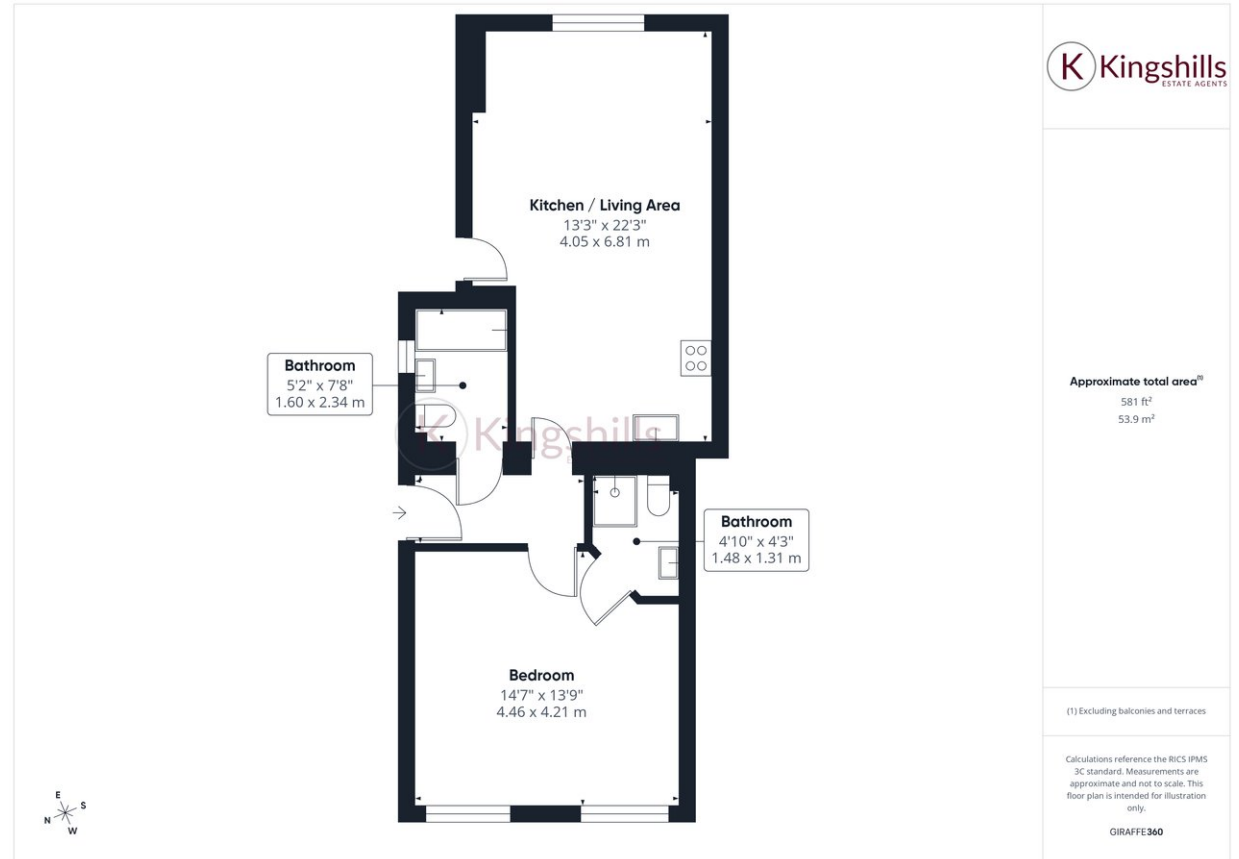 K Kingshills
ESTATE AGENTS
Kitchen / Living Area
13'3" x 22'3"
4.05 x 6.81 m
Bathroom
5'2" x 7'8"
1.60 x 2.34 m
K Kingshills
Bathroom
4'10" x 4'3"
1.48 x 1.31 m
Bedroom
14'7" x 13'9"
4.46 x 4.21 m
E
S
N
W
Approximate total area(1)
581 ft²
53.9 m²
(1) Excluding balconies and terraces
Calculations reference the RICS IPMS
3C standard. Measurements are
approximate and not to scale. This
floor plan is intended for illustration
only.
GIRAFFE360